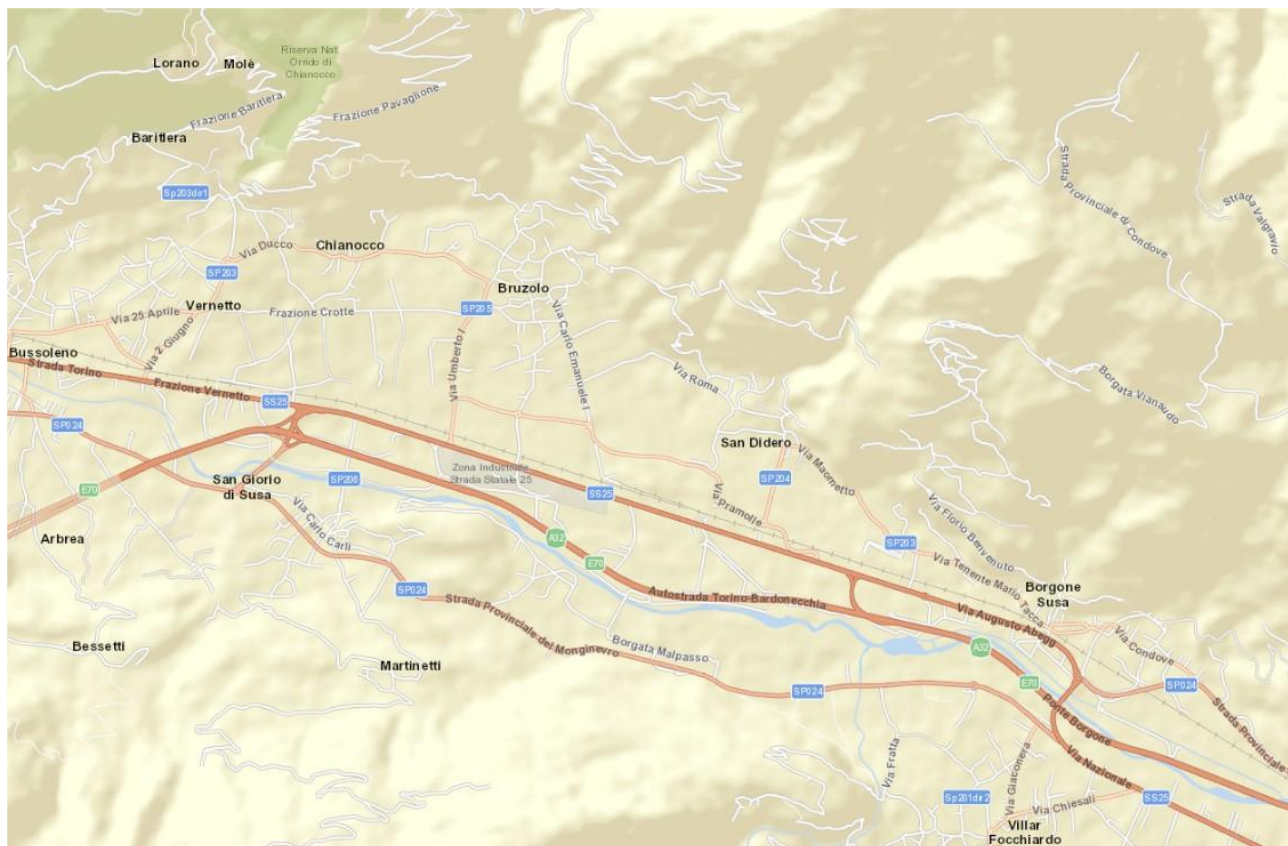 Riserva Nat.
Orrido di
Chianocco
Lorano
Molè
Frazione Baritlera
Frazione Pavaglione
Baritlera
Strada Provinciale di Condove
Sp203dir1
Strada Valgravio
Via Ducco
Chianocco
SP203
Bruzolo
Vernetto
SP205
Via 25 Aprile
Frazione Crotte
Via 2 Giugno
Via Carlo Emanuele I
Via Umberto I
Bussoleno
Strada Torino
Frazione Vernetto
Via Roma
Borgata Vianaudo
SS25
SP024
San Didero
Via Maometto
Zona Industriale
Strada Statale 25
SP206
SP204
San Giorio
di Susa
E70
SS25
Via Pramolle
Via Carlo Carli
Via Florio Benvenuto
Arbrea
A32
SP203
E70
Via Tenente Mario Tacca
SP024
Borgone
Susa
Autostrada Torino-Bardonecchia
Strada Provinciale del Monginevro
Via Augusto Abegg
Borgata Malpasso
Bessetti
A32
Via Condove
Martinetti
E70
SP024
SP024
Ponte Borgone
Strada Provinciale
Via Fratta
Via Giaconera
Via Nazionale
Sp201dir2
SS25
Via Chiesali
Villar
Focchiardo